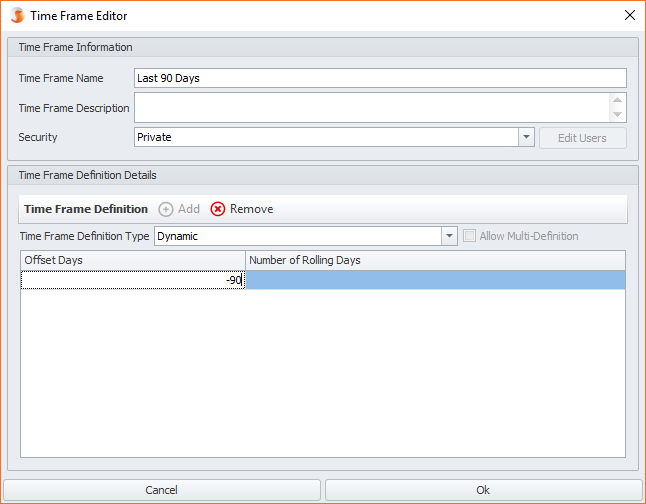 Time Frame Editor
Time Frame Information
Time Frame Name Last 90 Days
Time Frame Description
Security Private Edit Users
Time Frame Definition Details
Time Frame Definition Add Remove
Time Frame Definition Type Dynamic Allow Multi-Definition
Offset Days Number of Rolling Days
-90
Cancel Ok